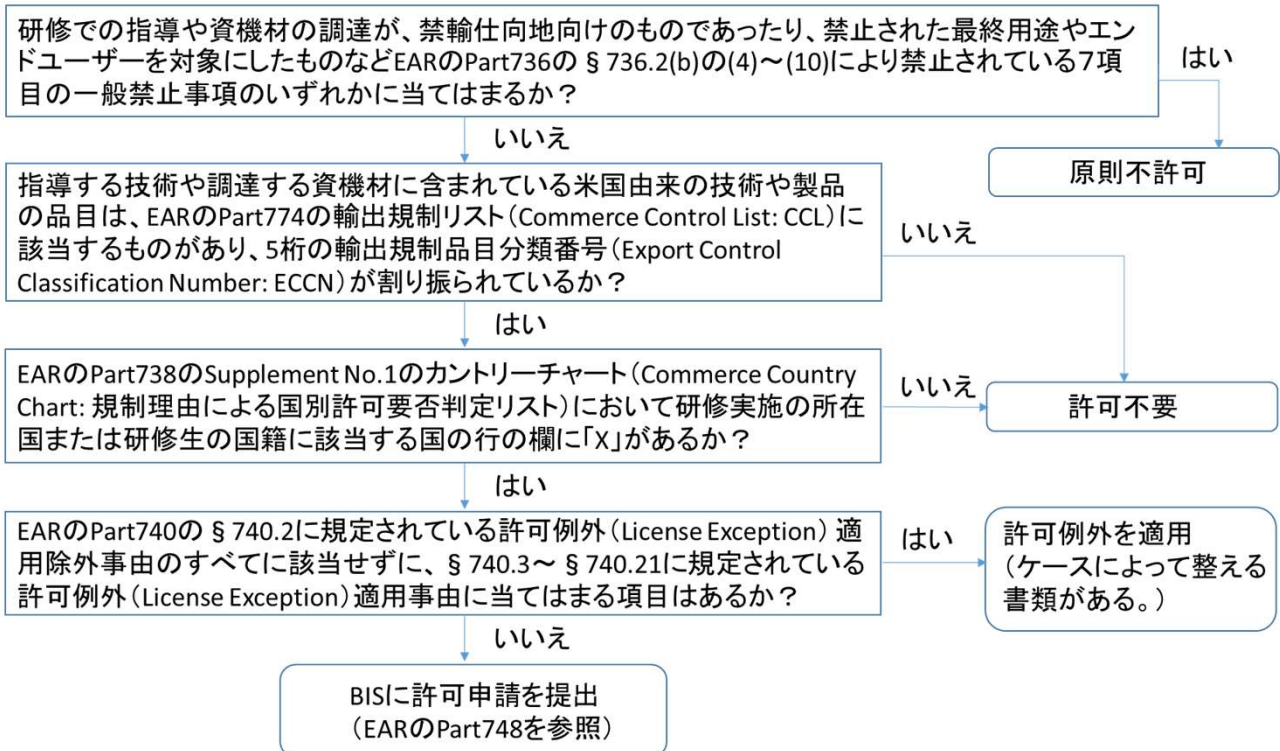 研修での指導や資機材の調達が、禁輸仕向地向けのものであったり、禁止された最終用途やエン
ドユーザーを対象にしたものなどEARのPart736の§736.2(b)の(4)～(10)により禁止されている7項
目の一般禁止事項のいずれかに当てはまるか？
はい
いいえ
原則不許可
指導する技術や調達する資機材に含まれている米国由来の技術や製品
の品目は、EARのPart774の輸出規制リスト（Commerce Control List: CCL）に
該当するものがあり、5桁の輸出規制品目分類番号（Export Control
Classification Number: ECCN）が割り振られているか？
いいえ
はい
EARのPart738のSupplement No.1のカントリーチャート（Commerce Country
Chart: 規制理由による国別許可要否判定リスト）において研修実施の所在
国または研修生の国籍に該当する国の行の欄に「X」があるか？
いいえ
許可不要
はい
EARのPart740の§740.2に規定されている許可例外（License Exception）適
用除外事由のすべてに該当せずに、§740.3～§740.21に規定されている
許可例外（License Exception）適用事由に当てはまる項目はあるか？
はい
許可例外を適用
（ケースによって整える
書類がある。）
いいえ
BISに許可申請を提出
（EARのPart748を参照）